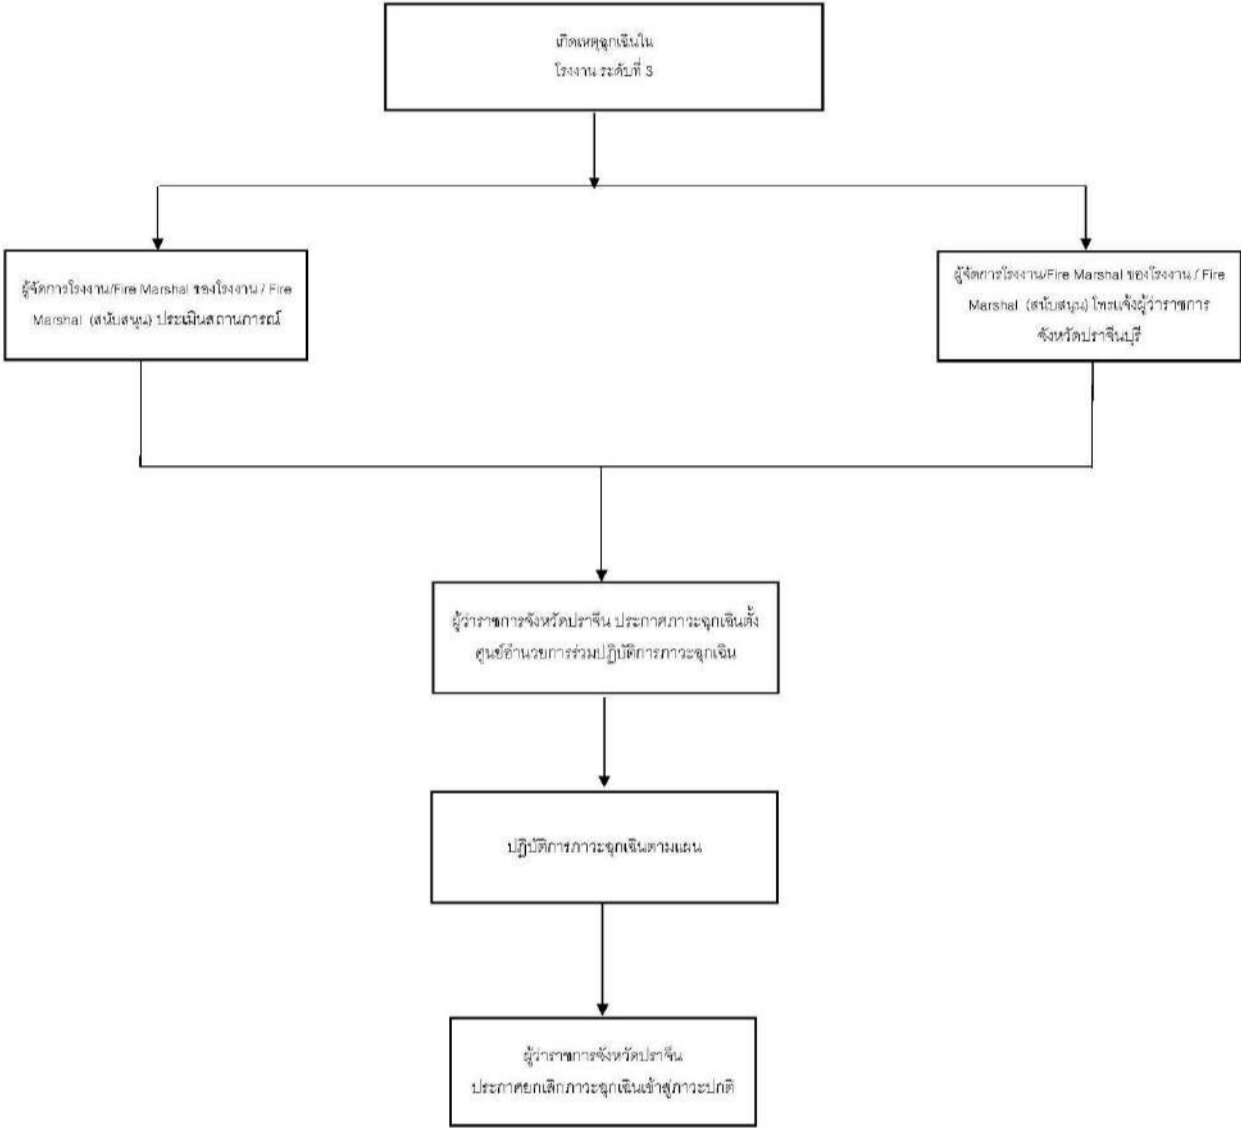 เกิดเหตุฉุกเฉินใน
โรงงาน ระดับที่ 3
ผู้จัดการโรงงาน/Fire Marshal ของโรงงาน / Fire
Marshal (สนับสนุน) ประเมินสถานการณ์
ผู้จัดการโรงงาน/Fire Marshal ของโรงงาน / Fire
Marshal (สนับสนุน) โทรแจ้งผู้ว่าราชการ
จังหวัดปราจีนบุรี
ผู้ว่าราชการจังหวัดปราจีน ประกาศภาวะฉุกเฉินตั้ง
ศูนย์อำนวยการร่วมปฏิบัติการภาวะฉุกเฉิน
ปฏิบัติการภาวะฉุกเฉินตามแผน
ผู้ว่าราชการจังหวัดปราจีน
ประกาศยกเลิกภาวะฉุกเฉินเข้าสู่ภาวะปกติ